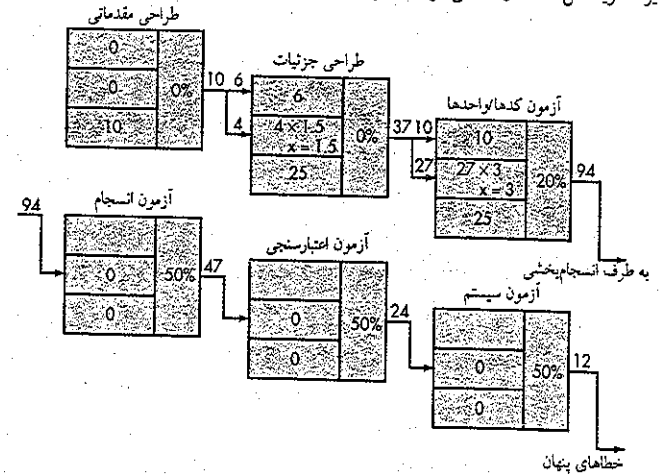 طراحی مقدماتی
0
0
10
0%
10
6
4
طراحی جزئیات
6
4 × 1.5
x = 1.5
25
0%
37
10
27
آزمون کدها/واحدها
10
27 × 3
x = 3
25
20%
94
به طرف انسجام‌بخشی
94
آزمون انسجام
0
0
50%
47
آزمون اعتبارسنجی
0
0
50%
24
آزمون سیستم
0
0
50%
12
خطاهای پنهان